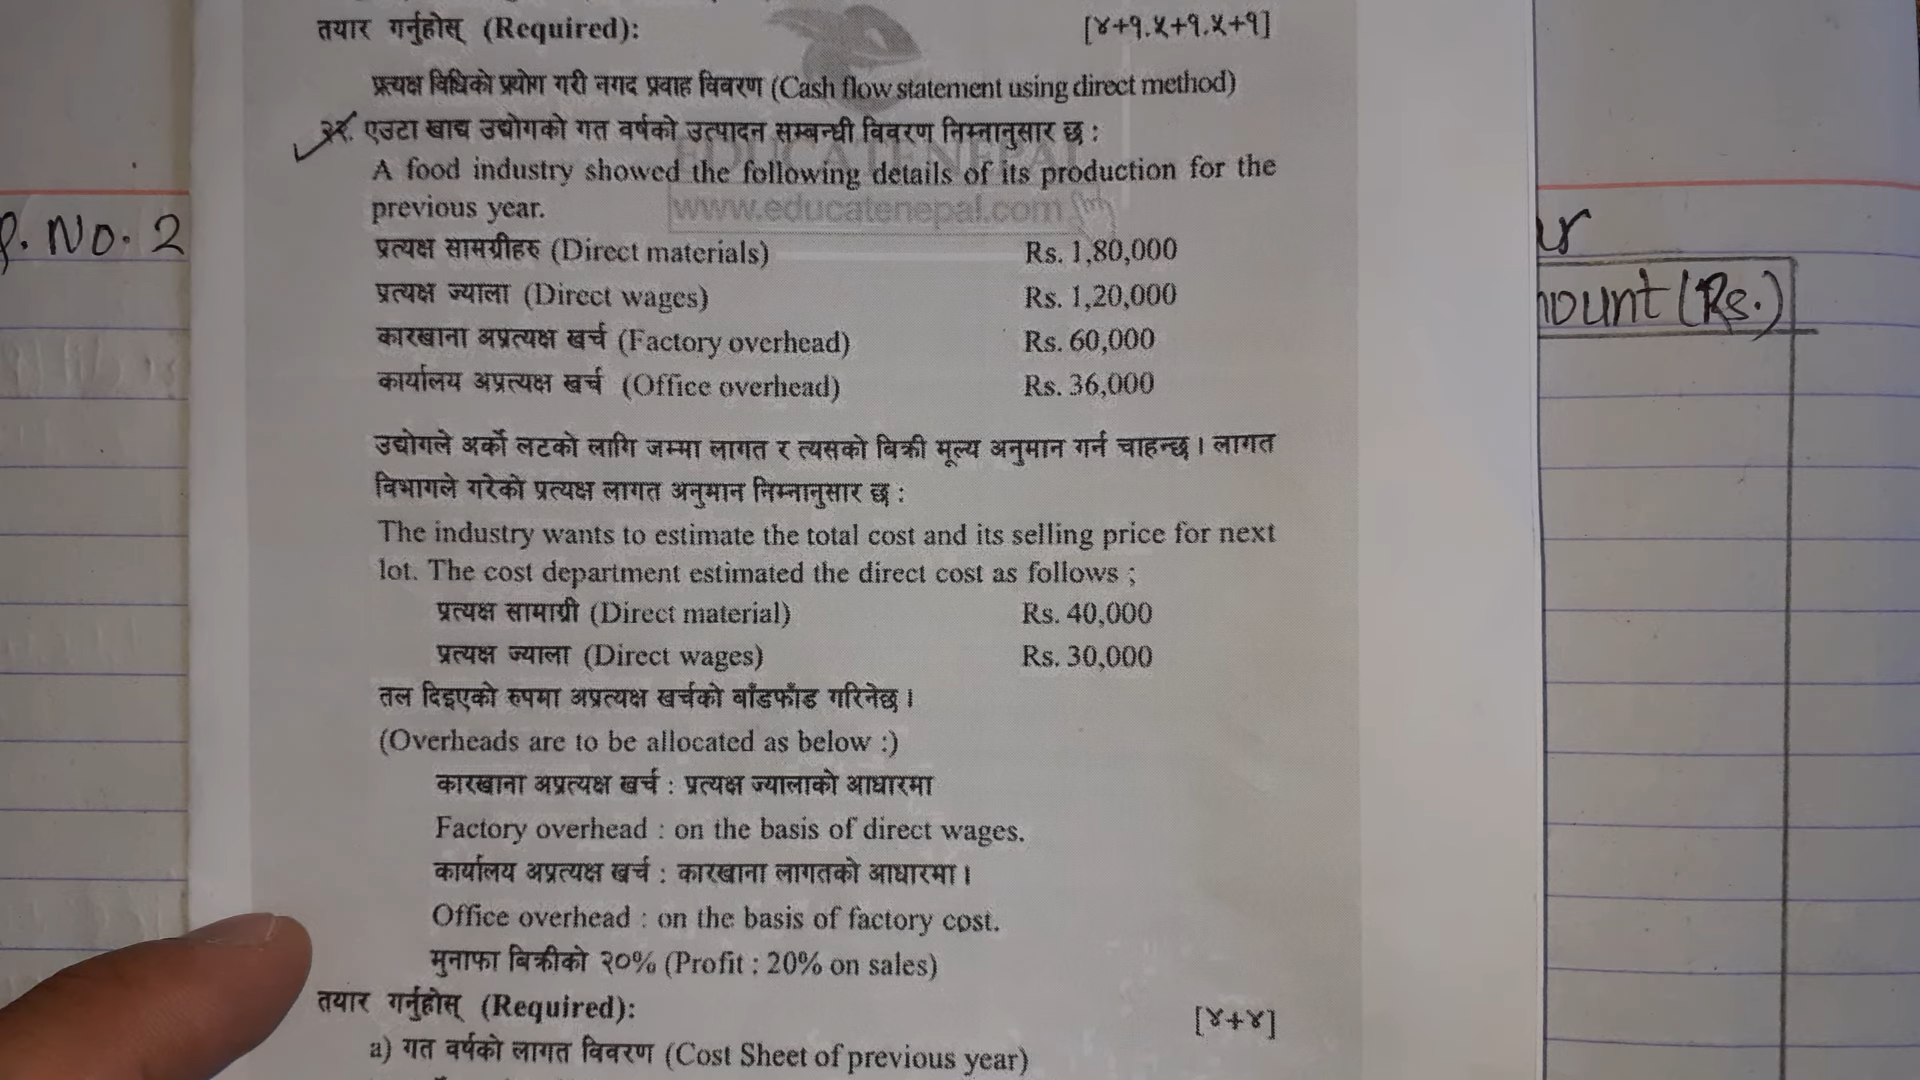 तयार गर्नुहोस् (Required): [४+१.५+१.५+१]
प्रत्यक्ष विधिको प्रयोग गरी नगद प्रवाह विवरण (Cash flow statement using direct method)
२२. एउटा खाद्य उद्योगको गत वर्षको उत्पादन सम्बन्धी विवरण निम्नानुसार छ :
EDUCATENEPAL
A food industry showed the following details of its production for the
previous year.
www.educatenepal.com
P. No. 2
प्रत्यक्ष सामग्रीहरु (Direct materials) Rs. 1,80,000
प्रत्यक्ष ज्याला (Direct wages) Rs. 1,20,000
mount (Rs.)
कारखाना अप्रत्यक्ष खर्च (Factory overhead) Rs. 60,000
कार्यालय अप्रत्यक्ष खर्च (Office overhead) Rs. 36,000
उद्योगले अर्को लटको लागि जम्मा लागत र त्यसको बिक्री मूल्य अनुमान गर्न चाहन्छ । लागत
विभागले गरेको प्रत्यक्ष लागत अनुमान निम्नानुसार छ :
The industry wants to estimate the total cost and its selling price for next
lot. The cost department estimated the direct cost as follows ;
प्रत्यक्ष सामाग्री (Direct material) Rs. 40,000
प्रत्यक्ष ज्याला (Direct wages) Rs. 30,000
तल दिइएको रुपमा अप्रत्यक्ष खर्चको बाँडफाँड गरिनेछ ।
(Overheads are to be allocated as below :)
कारखाना अप्रत्यक्ष खर्च : प्रत्यक्ष ज्यालाको आधारमा
Factory overhead : on the basis of direct wages.
कार्यालय अप्रत्यक्ष खर्च : कारखाना लागतको आधारमा ।
Office overhead : on the basis of factory cost.
मुनाफा बिक्रीको २०% (Profit : 20% on sales)
तयार गर्नुहोस् (Required): [४+४]
a) गत वर्षको लागत विवरण (Cost Sheet of previous year)